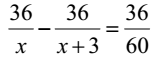 36/x − 36/(x+3) = 36/60